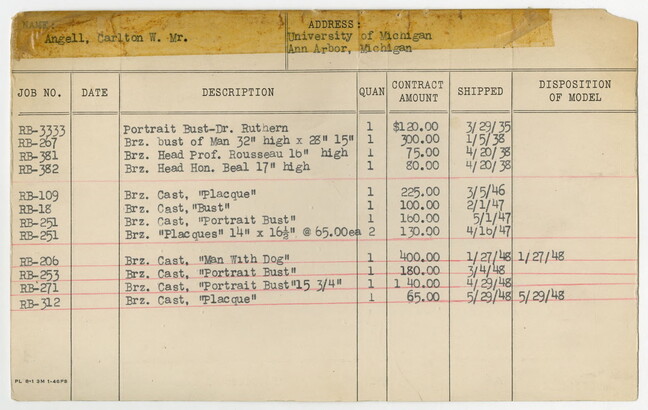 NAME: ADDRESS:
Angell, Carlton W. Mr. University of Michigan
Ann Arbor, Michigan
JOB NO. DATE DESCRIPTION QUAN CONTRACT AMOUNT SHIPPED DISPOSITION OF MODEL
RB-3333 Portrait Bust-Dr. Ruthern 1 $120.00 3/29/35
RB-267 Brz. bust of Man 32" high x 28" 15" 1 300.00 1/5/38
RB-381 Brz. Head Prof. Rousseau 16" high 1 75.00 4/20/38
RB-382 Brz. Head Hon. Beal 17" high 1 80.00 4/20/38
RB-109 Brz. Cast, "Placque" 1 225.00 3/5/46
RB-18 Brz. Cast,"Bust" 1 100.00 2/1/47
RB-251 Brz. Cast, "Portrait Bust" 1 160.00 5/1/47
RB-251 Brz. "Placques" 14" x 16½" @ 65.00ea 2 130.00 4/16/47
RB-206 Brz. Cast, "Man With Dog" 1 400.00 1/27/48 1/27/48
RB-253 Brz. Cast, "Portrait Bust" 1 180.00 3/4/48
RB-271 Brz. Cast, "Portrait Bust"15 3/4" 1 1 40.00 4/29/48
RB-312 Brz. Cast, "Placque" 1 65.00 5/29/48 5/29/48